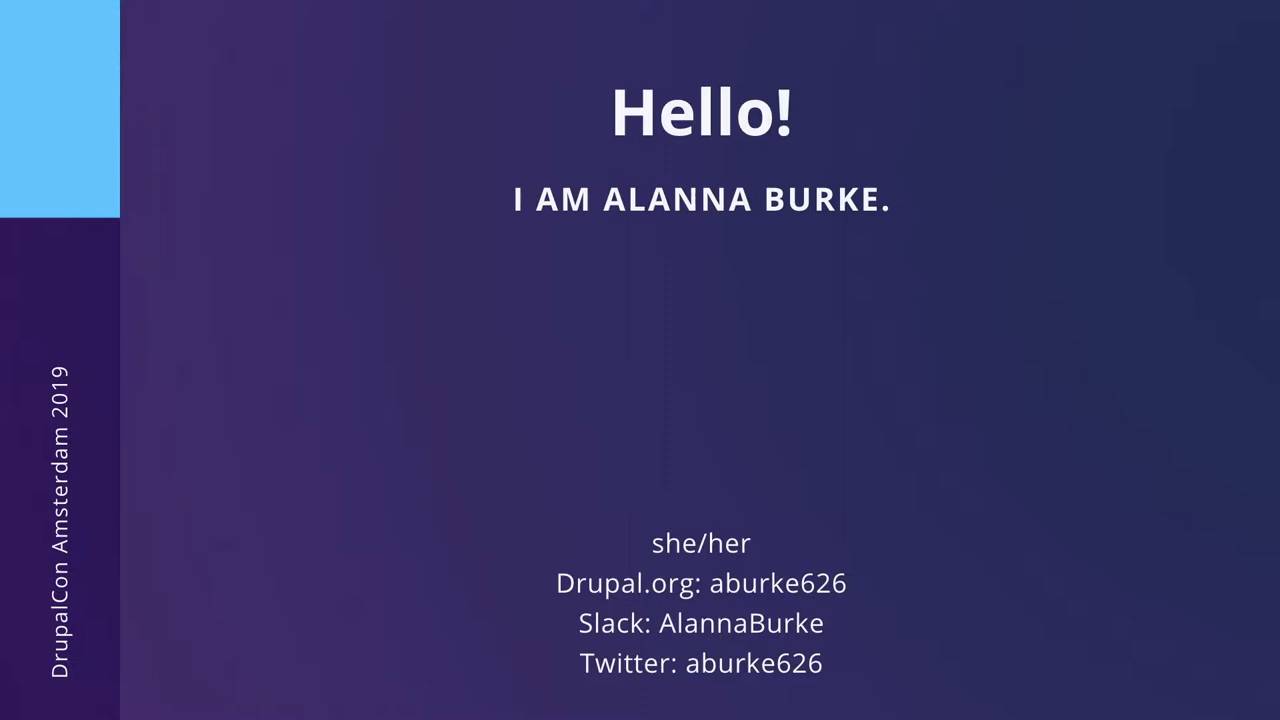 Hello!
I AM ALANNA BURKE.
she/her
Drupal.org: aburke626
Slack: AlannaBurke
Twitter: aburke626
DrupalCon Amsterdam 2019